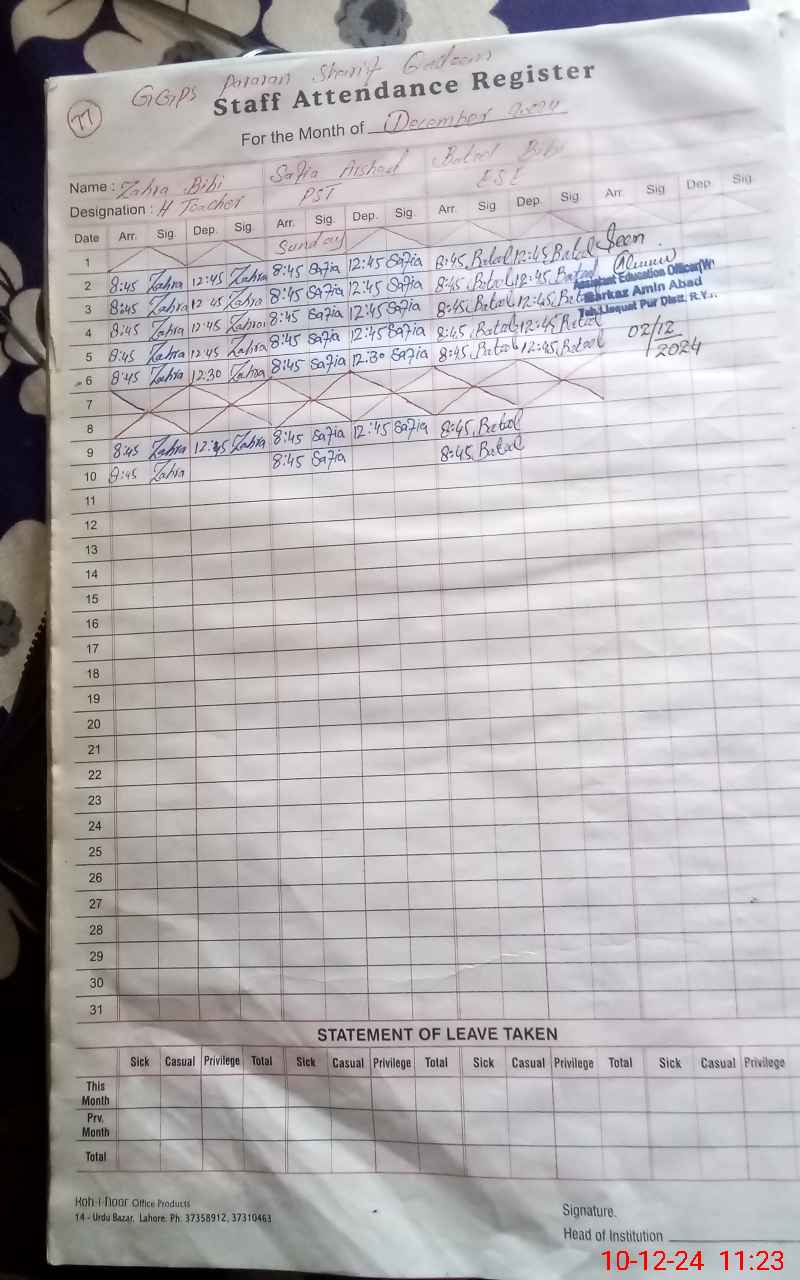 77
GGPS Sharif
Staff Attendance Register
For the Month of December 2024
Name : Zahra Bibi Safia Arshad Batool Bibi
Designation : H Teacher PST ESE
Date Arr. Sig. Dep. Sig. Arr. Sig. Dep. Sig. Arr. Sig Dep. Sig. Arr. Sig Dep. Sig.
1 Sunday
2 8:45 Zahra 12:45 Zahra 8:45 Safia 12:45 Safia 8:45 Batool 12:45 Batool Seen
3 8:45 Zahra 12 45 Zahra 8:45 Safia 12:45 Safia 8:45 Batool 12:45 Batool
Assistant Education Officer(W
Markaz Amin Abad
Teh. Liaquat Pur Distt. R.Y.
4 8:45 Zahra 12:45 Zahra 8:45 Safia 12:45 Safia 8:45 Batool 12:45 Batool
5 8:45 Zahra 12:45 Zahra 8:45 Safia 12:45 Safia 8:45 Batool 12:45 Batool
02/12
2024
6 8:45 Zahra 12:30 Zahra 8:45 Safia 12:30 Safia 8:45 Batool 12:45 Batool
7
8
9 8:45 Zahra 12:45 Zahra 8:45 Safia 12:45 Safia 8:45 Batool
10 8:45 Zahra 8:45 Safia 8:45 Batool
11
12
13
14
15
16
17
18
19
20
21
22
23
24
25
26
27
28
29
30
31
STATEMENT OF LEAVE TAKEN
Sick Casual Privilege Total Sick Casual Privilege Total Sick Casual Privilege Total Sick Casual Privilege
This
Month
Prv.
Month
Total
Koh-i-noor Office Products
14 - Urdu Bazar, Lahore. Ph. 37358912, 37310463
Signature.
Head of Institution
10-12-24 11:23